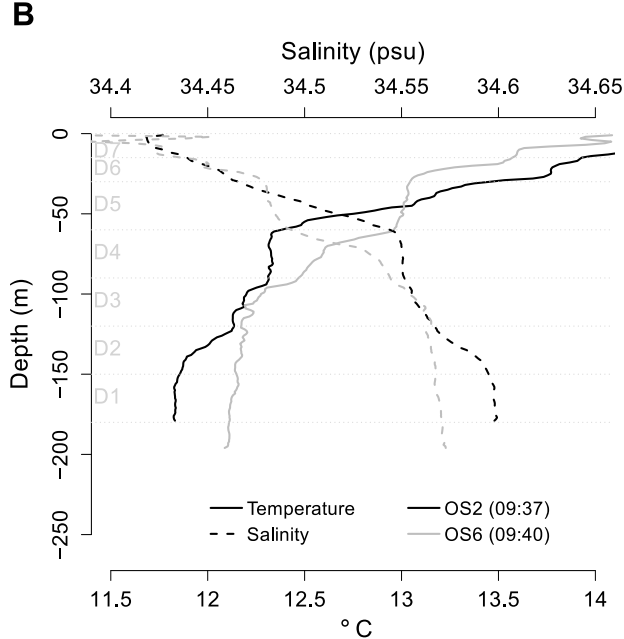 B
Salinity (psu)
34.4 34.45 34.5 34.55 34.6 34.65
0
−50
−100
−150
−200
−250
Depth (m)
D7
D6
D5
D4
D3
D2
D1
Temperature OS2 (09:37)
Salinity OS6 (09:40)
11.5 12 12.5 13 13.5 14
° C